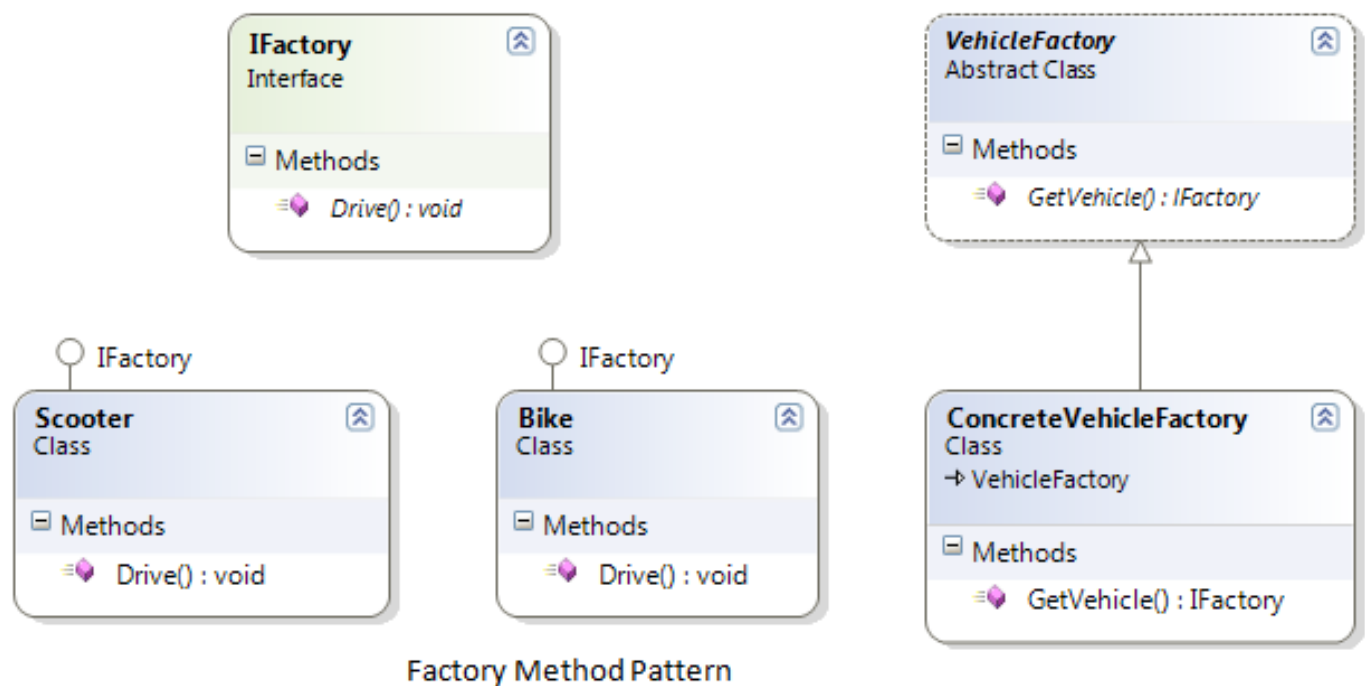 IFactory
Interface
Methods
Drive() : void
VehicleFactory
Abstract Class
Methods
GetVehicle() : IFactory
IFactory
Scooter
Class
Methods
Drive() : void
IFactory
Bike
Class
Methods
Drive() : void
ConcreteVehicleFactory
Class
VehicleFactory
Methods
GetVehicle() : IFactory
Factory Method Pattern